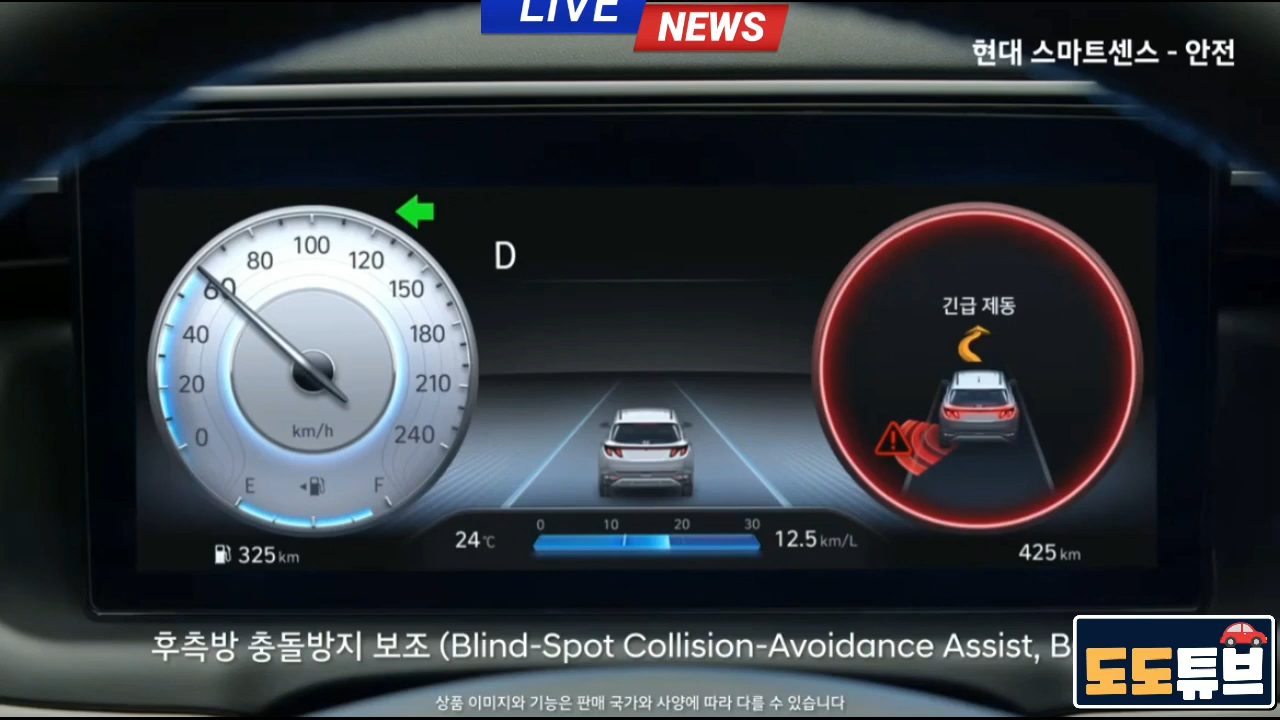 LIVE
NEWS
현대 스마트센스 - 안전
D
0
20
40
60
80
100
120
150
180
210
240
km/h
E
F
325 km
24℃
0 10 20 30
12.5 km/L
긴급 제동
425 km
후측방 충돌방지 보조 (Blind-Spot Collision-Avoidance Assist, B
도도튜브
상품 이미지와 기능은 판매 국가와 사양에 따라 다를 수 있습니다